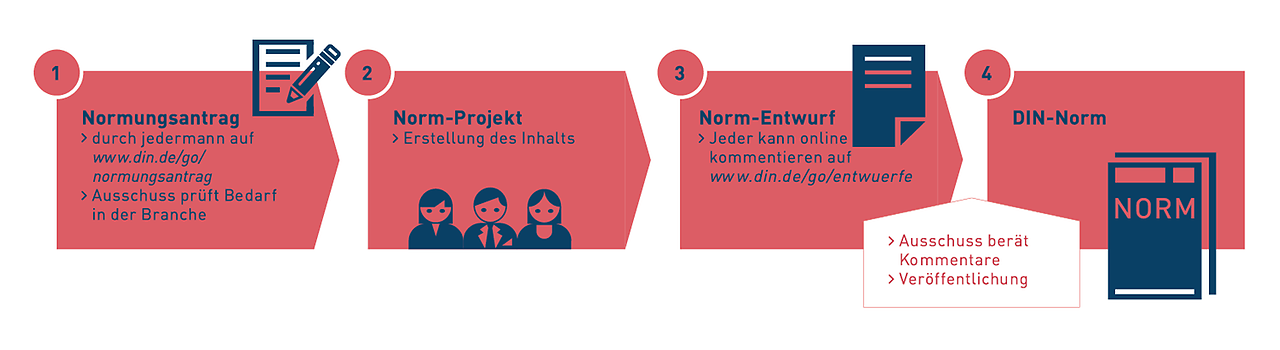 1
Normungsantrag
> durch jedermann auf
www.din.de/go/
normungsantrag
> Ausschuss prüft Bedarf
in der Branche
2
Norm-Projekt
> Erstellung des Inhalts
3
Norm-Entwurf
> Jeder kann online
kommentieren auf
www.din.de/go/entwuerfe
> Ausschuss berät
Kommentare
> Veröffentlichung
4
DIN-Norm
NORM